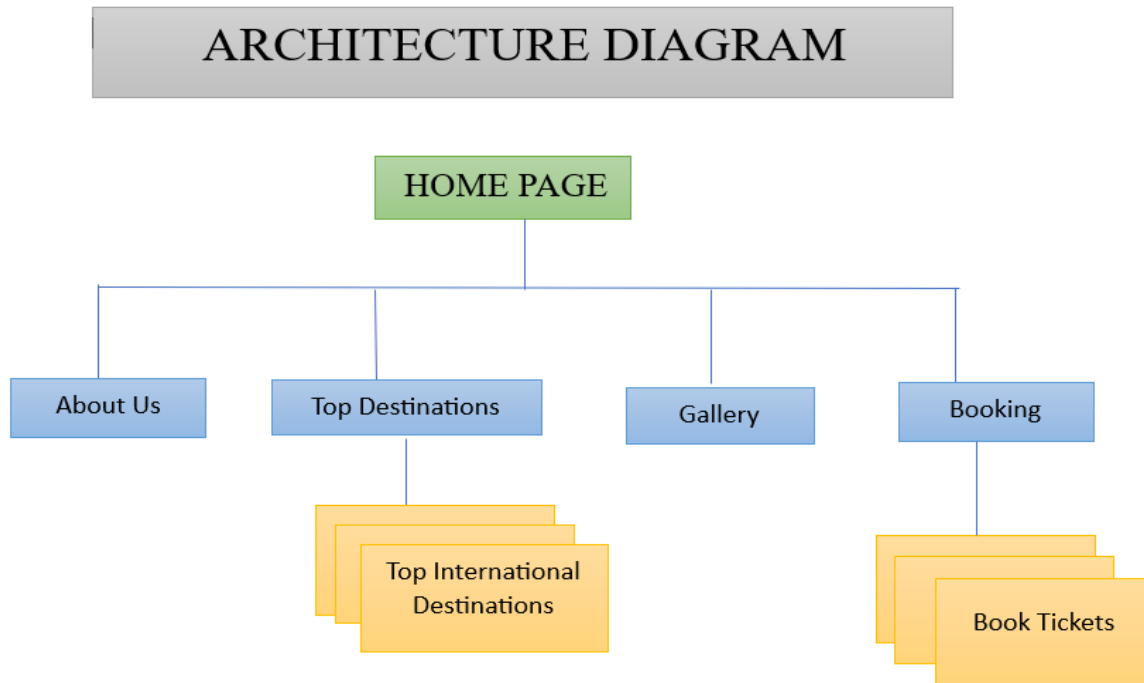 ARCHITECTURE DIAGRAM
HOME PAGE
About Us
Top Destinations
Gallery
Booking
Top International
Destinations
Book Tickets